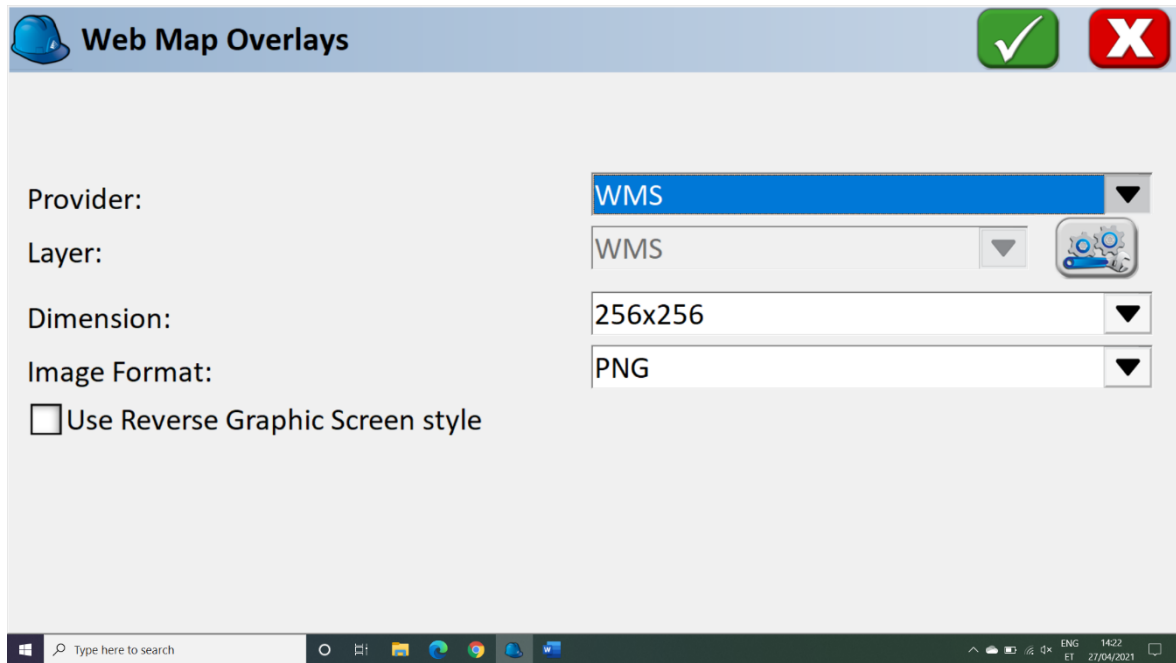 Web Map Overlays
Provider:
WMS
Layer:
WMS
Dimension:
256x256
Image Format:
PNG
Use Reverse Graphic Screen style
Type here to search
ENG
ET
14:22
27/04/2021